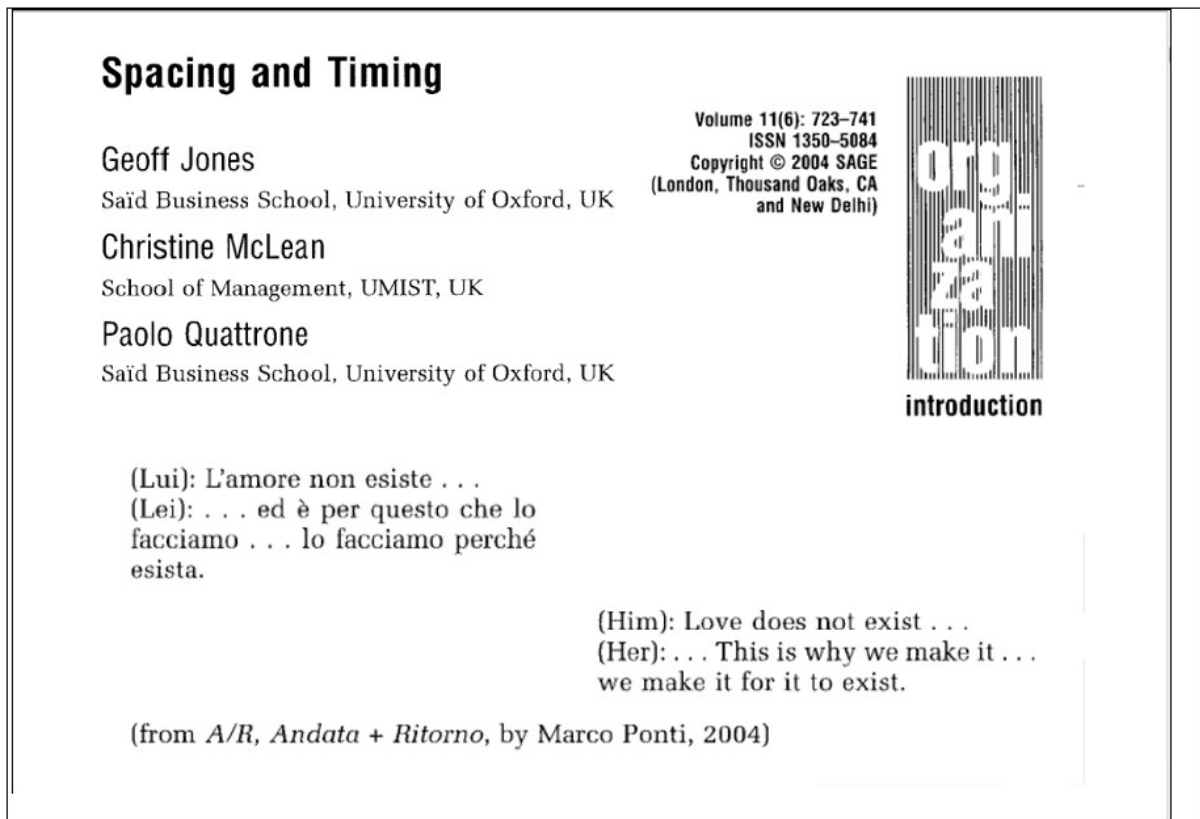 Spacing and Timing
Volume 11(6): 723–741
ISSN 1350–5084
Copyright © 2004 SAGE
(London, Thousand Oaks, CA
and New Delhi)
Geoff Jones
Saïd Business School, University of Oxford, UK
Christine McLean
School of Management, UMIST, UK
Paolo Quattrone
Saïd Business School, University of Oxford, UK
org
ani
za
tion
introduction
(Lui): L'amore non esiste . . .
(Lei): . . . ed è per questo che lo
facciamo . . . lo facciamo perché
esista.
(Him): Love does not exist . . .
(Her): . . . This is why we make it . . .
we make it for it to exist.
(from A/R, Andata + Ritorno, by Marco Ponti, 2004)